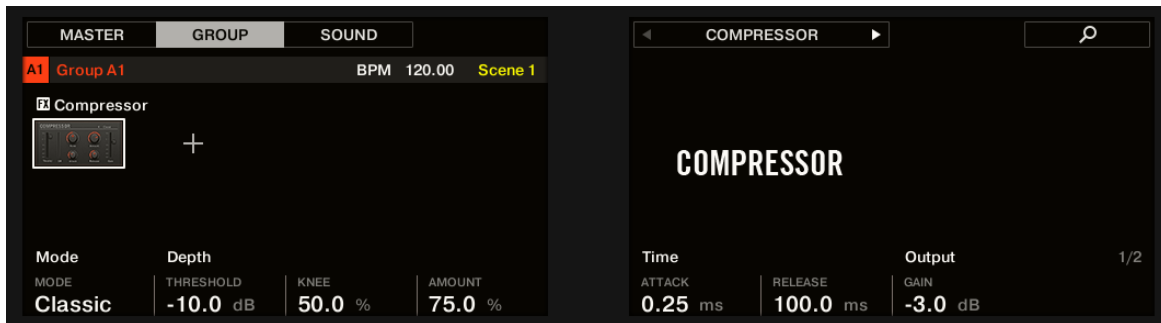 MASTER GROUP SOUND
A1 Group A1 BPM 120.00 Scene 1
FX Compressor
+
Mode Depth
MODE THRESHOLD KNEE AMOUNT
Classic -10.0 dB 50.0 % 75.0 %
COMPRESSOR
COMPRESSOR
Time Output 1/2
ATTACK RELEASE GAIN
0.25 ms 100.0 ms -3.0 dB